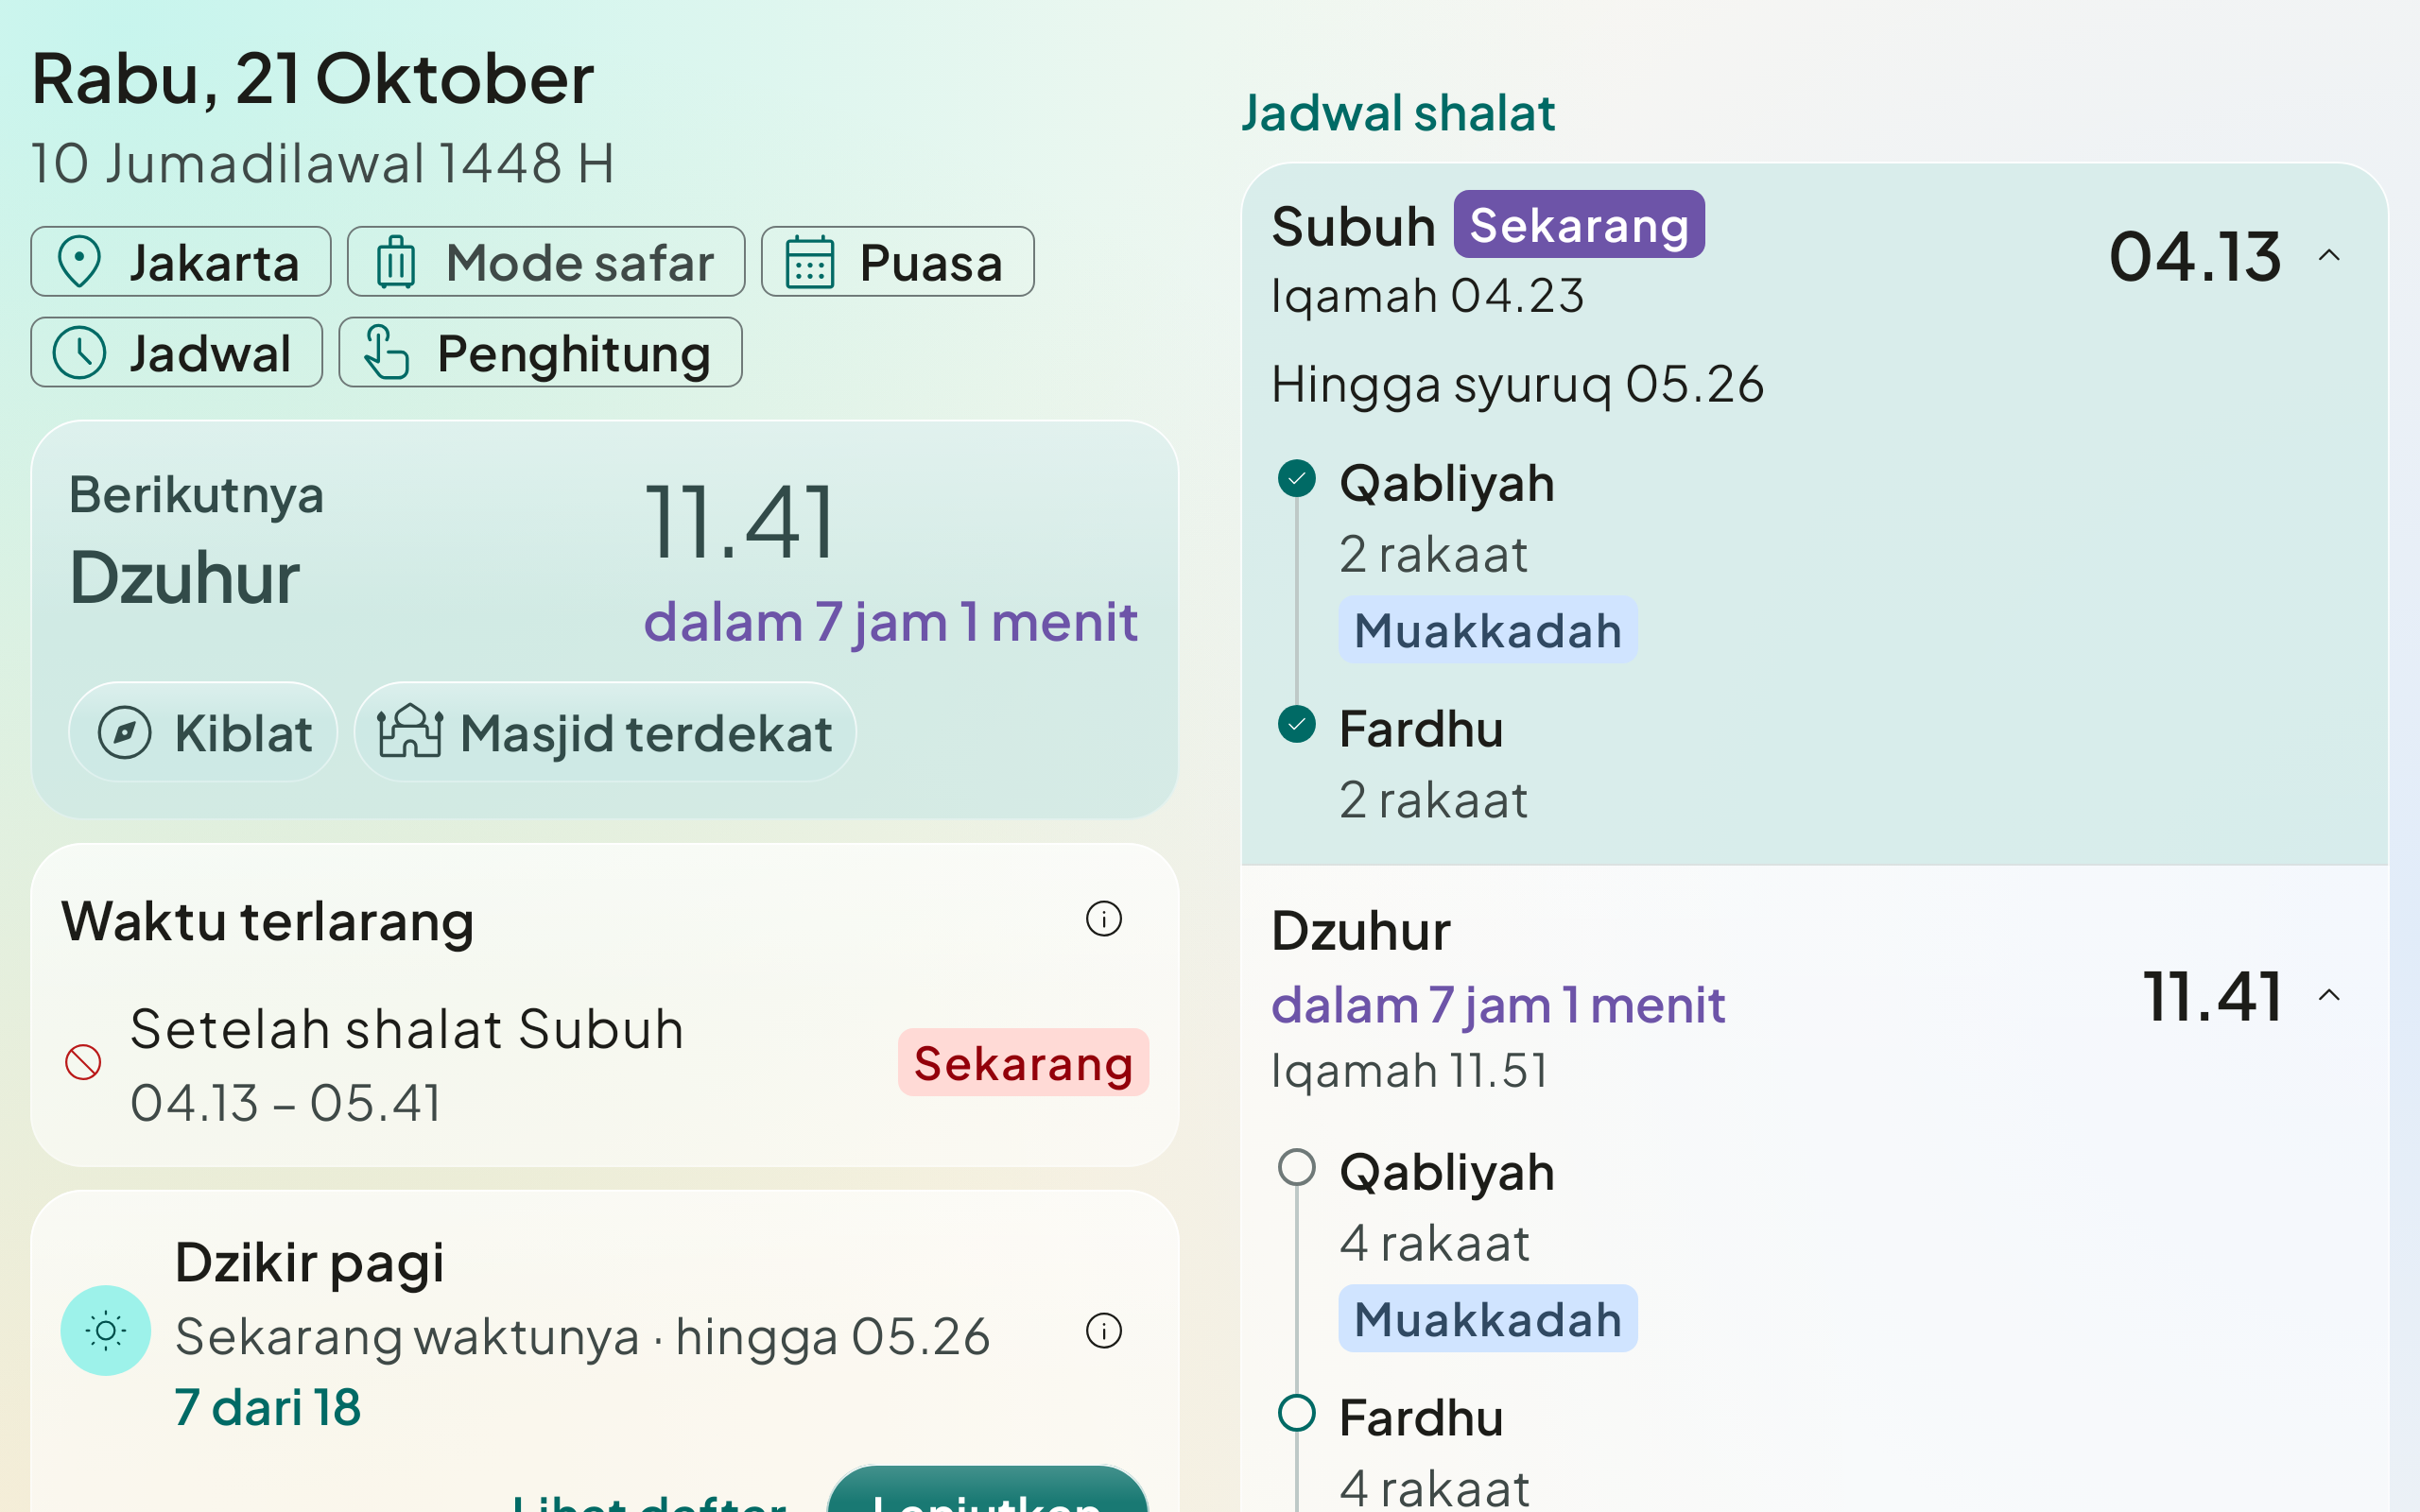 Rabu, 21 Oktober
10 Jumadilawal 1448 H
Jakarta
Mode safar
Puasa
Jadwal
Penghitung
Berikutnya
Dzuhur
11.41
dalam 7 jam 1 menit
Kiblat
Masjid terdekat
Waktu terlarang
Setelah shalat Subuh
04.13 – 05.41
Sekarang
Dzikir pagi
Sekarang waktunya · hingga 05.26
7 dari 18
Lihat daftar
Lanjutkan
Jadwal shalat
Subuh
Sekarang
04.13
Iqamah 04.23
Hingga syuruq 05.26
Qabliyah
2 rakaat
Muakkadah
Fardhu
2 rakaat
Dzuhur
dalam 7 jam 1 menit
11.41
Iqamah 11.51
Qabliyah
4 rakaat
Muakkadah
Fardhu
4 rakaat